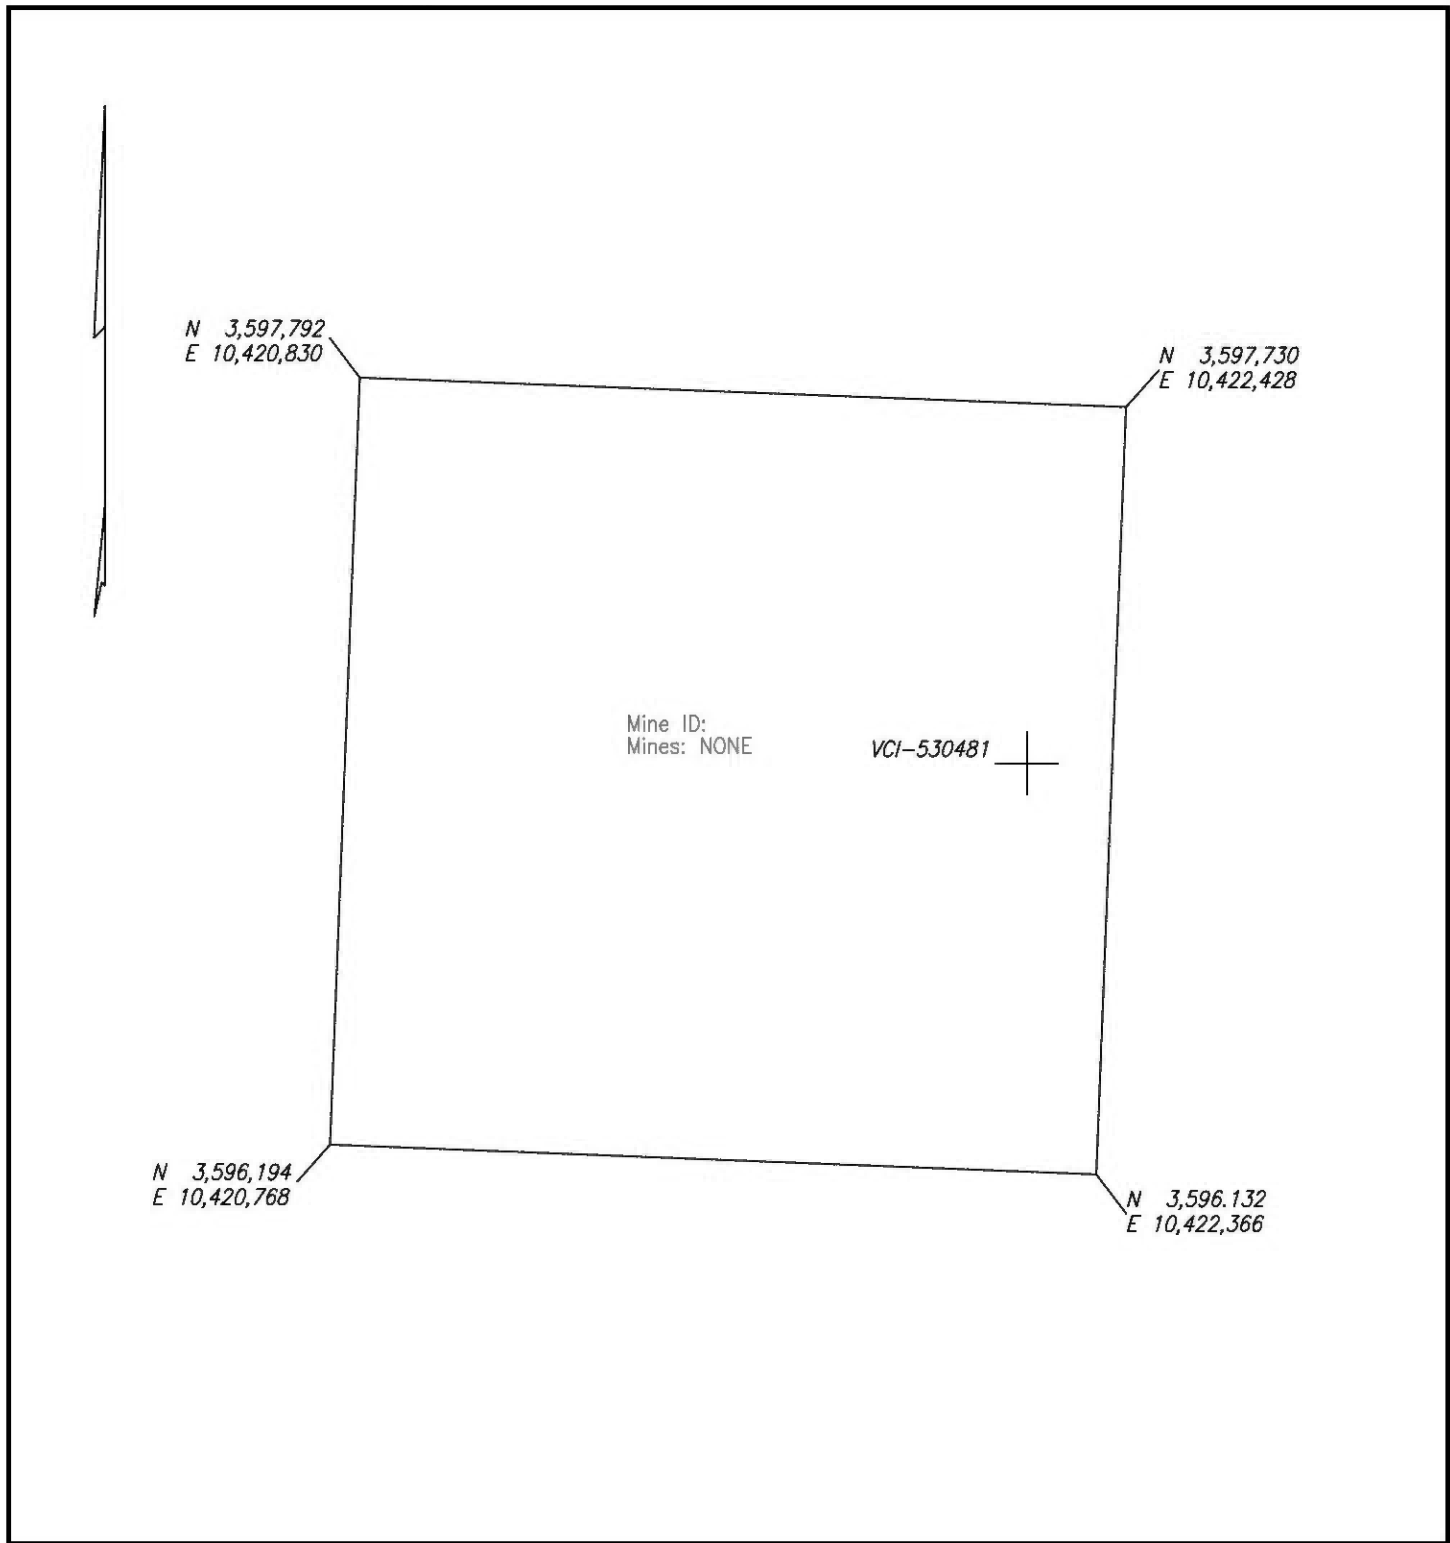 N 3,597,792
E 10,420,830
N 3,597,730
E 10,422,428
Mine ID:
Mines: NONE
VCI-530481
N 3,596,194
E 10,420,768
N 3,596.132
E 10,422,366